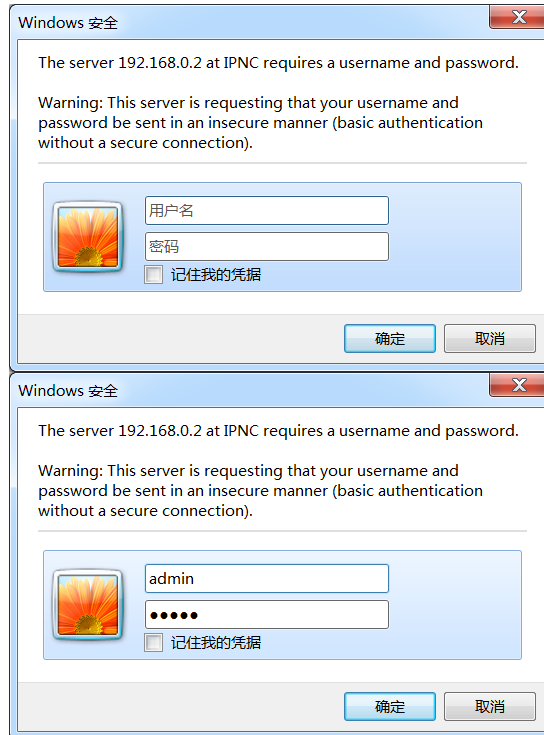 Windows 安全
The server 192.168.0.2 at IPNC requires a username and password.
Warning: This server is requesting that your username and
password be sent in an insecure manner (basic authentication
without a secure connection).
用户名
密码
记住我的凭据
确定 取消
Windows 安全
The server 192.168.0.2 at IPNC requires a username and password.
Warning: This server is requesting that your username and
password be sent in an insecure manner (basic authentication
without a secure connection).
admin
●●●●●
记住我的凭据
确定 取消